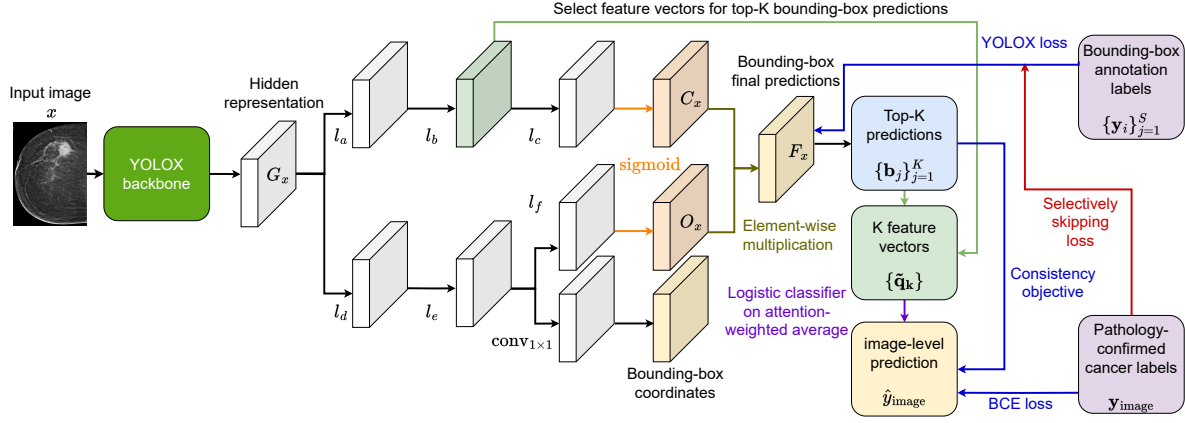 Select feature vectors for top-K bounding-box predictions
Input image
x
YOLOX
backbone
Hidden
representation
G_x
l_a
l_b
l_c
C_x
sigmoid
l_d
l_e
l_f
O_x
conv_{1×1}
Bounding-box
coordinates
Bounding-box
final predictions
F_x
Element-wise
multiplication
YOLOX loss
Top-K
predictions
{b_j}_{j=1}^K
K feature
vectors
{q̃_k}
Logistic classifier
on attention-
weighted average
image-level
prediction
ŷ_image
Consistency
objective
BCE loss
Selectively
skipping
loss
Bounding-box
annotation
labels
{y_i}_{j=1}^S
Pathology-
confirmed
cancer labels
y_image